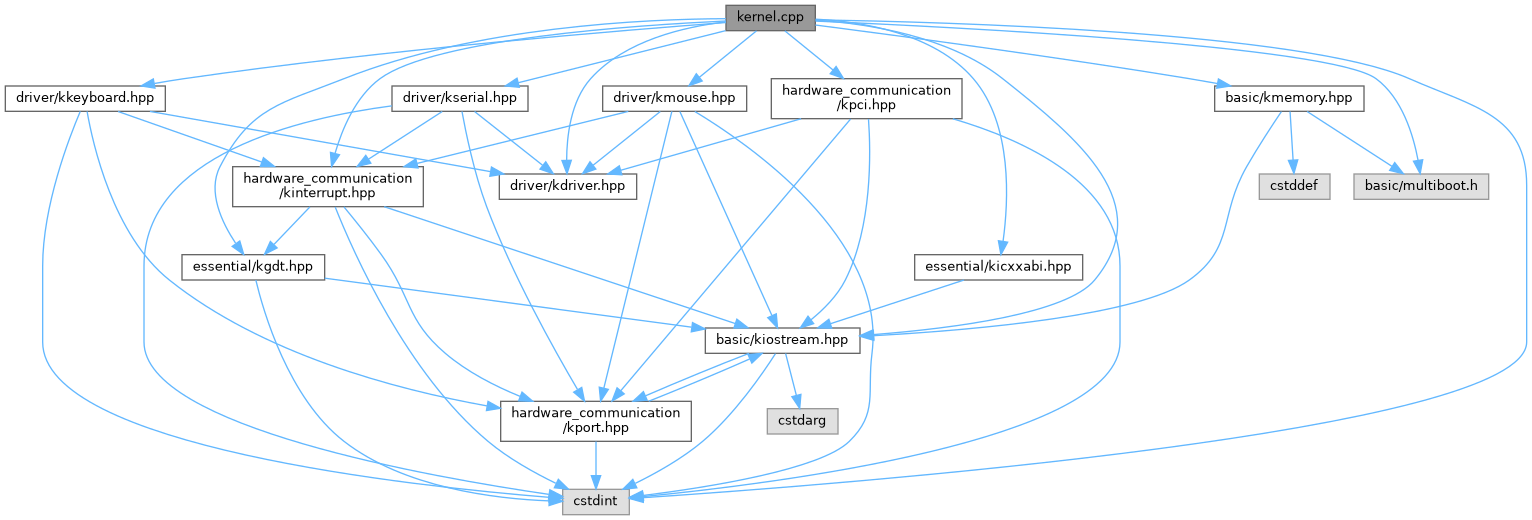 kernel.cpp
driver/kkeyboard.hpp
driver/kserial.hpp
driver/kmouse.hpp
hardware_communication
/kpci.hpp
basic/kmemory.hpp
hardware_communication
/kinterrupt.hpp
driver/kdriver.hpp
cstddef
basic/multiboot.h
essential/kgdt.hpp
essential/kicxxabi.hpp
basic/kiostream.hpp
hardware_communication
/kport.hpp
cstdarg
cstdint